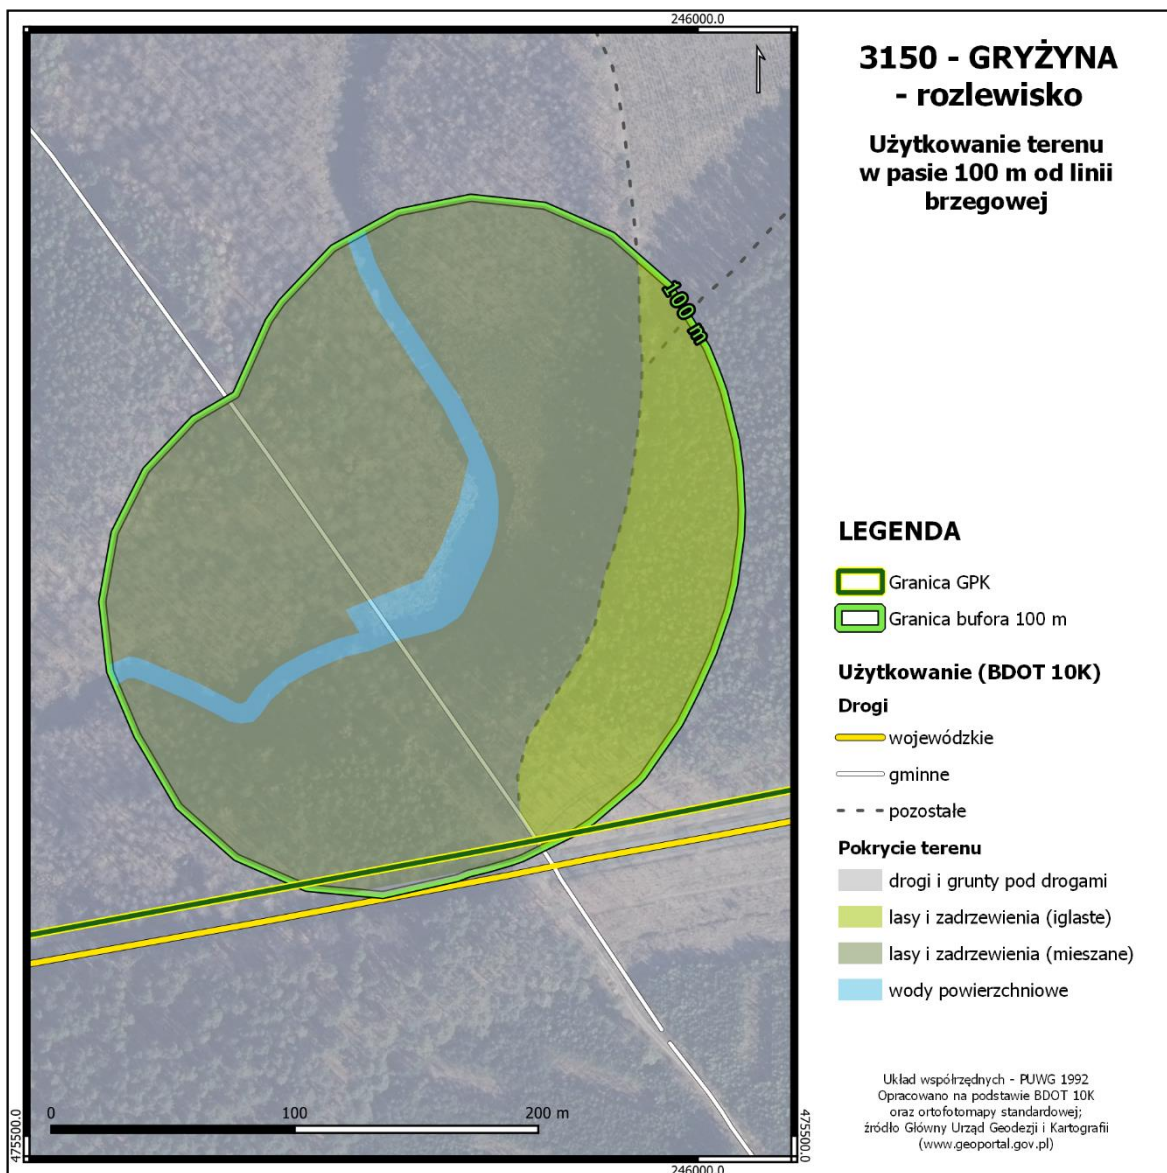 246000.0
3150 - GRYŻYNA
- rozlewisko
Użytkowanie terenu
w pasie 100 m od linii
brzegowej
100 m
LEGENDA
Granica GPK
Granica bufora 100 m
Użytkowanie (BDOT 10K)
Drogi
wojewódzkie
gminne
pozostałe
Pokrycie terenu
drogi i grunty pod drogami
lasy i zadrzewienia (iglaste)
lasy i zadrzewienia (mieszane)
wody powierzchniowe
Układ współrzędnych - PUWG 1992
Opracowano na podstawie BDOT 10K
oraz ortofotomapy standardowej;
źródło Główny Urząd Geodezji i Kartografii
(www.geoportal.gov.pl)
0 100 200 m
475500.0
475500.0
246000.0